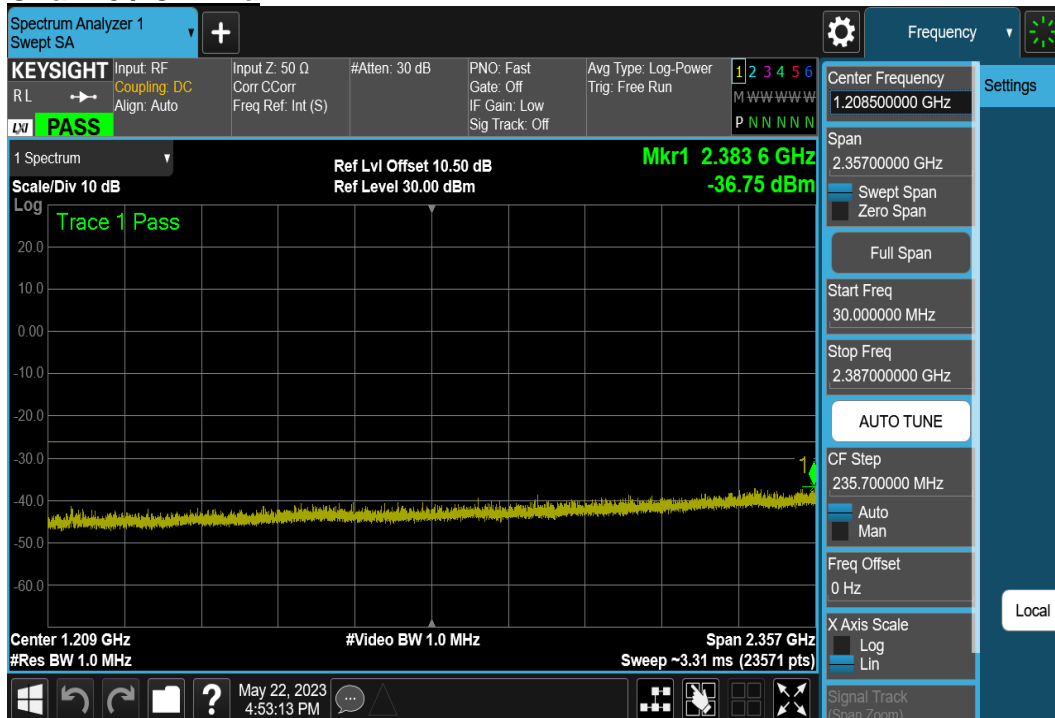 Spectrum Analyzer 1
Swept SA
+
Frequency
KEYSIGHT
RL
LXI PASS
Input: RF
Coupling: DC
Align: Auto
Input Z: 50 Ω
Corr CCorr
Freq Ref: Int (S)
#Atten: 30 dB
PNO: Fast
Gate: Off
IF Gain: Low
Sig Track: Off
Avg Type: Log-Power
Trig: Free Run
1 2 3 4 5 6
M W W W W W
P N N N N N
1 Spectrum
Scale/Div 10 dB
Ref Lvl Offset 10.50 dB
Ref Level 30.00 dBm
Mkr1 2.383 6 GHz
-36.75 dBm
Log
Trace 1 Pass
20.0
10.0
0.00
-10.0
-20.0
-30.0
-40.0
-50.0
-60.0
1
Center 1.209 GHz
#Res BW 1.0 MHz
#Video BW 1.0 MHz
Span 2.357 GHz
Sweep ~3.31 ms (23571 pts)
Center Frequency
1.208500000 GHz
Span
2.35700000 GHz
Swept Span
Zero Span
Full Span
Start Freq
30.000000 MHz
Stop Freq
2.387000000 GHz
AUTO TUNE
CF Step
235.700000 MHz
Auto
Man
Freq Offset
0 Hz
X Axis Scale
Log
Lin
Signal Track
(Span Zoom)
Settings
Local
?
May 22, 2023
4:53:13 PM